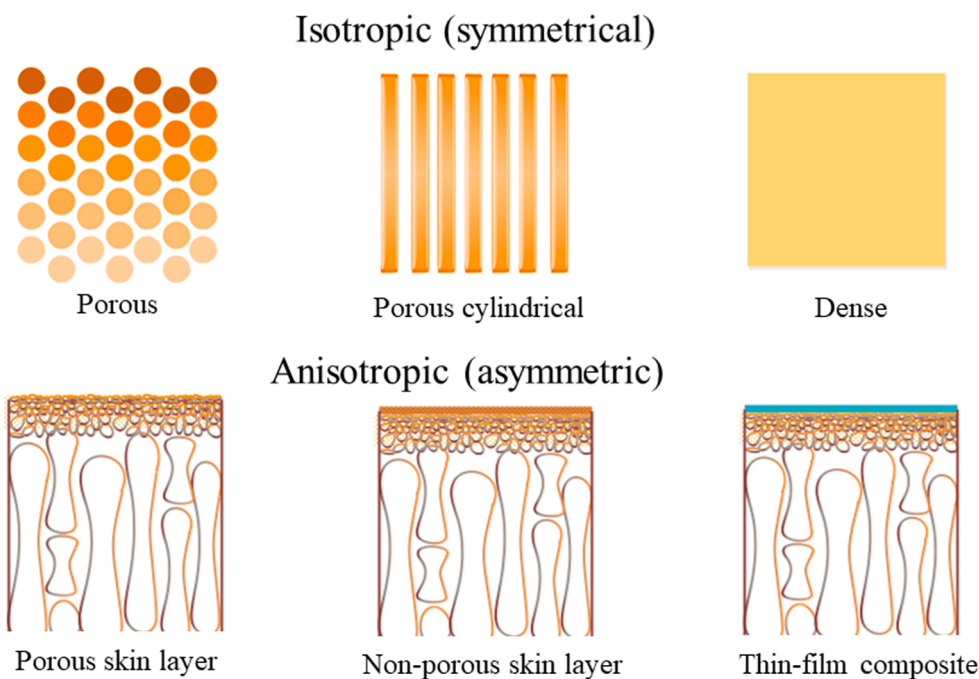 Isotropic (symmetrical)
Porous
Porous cylindrical
Dense
Anisotropic (asymmetric)
Porous skin layer
Non-porous skin layer
Thin-film composite